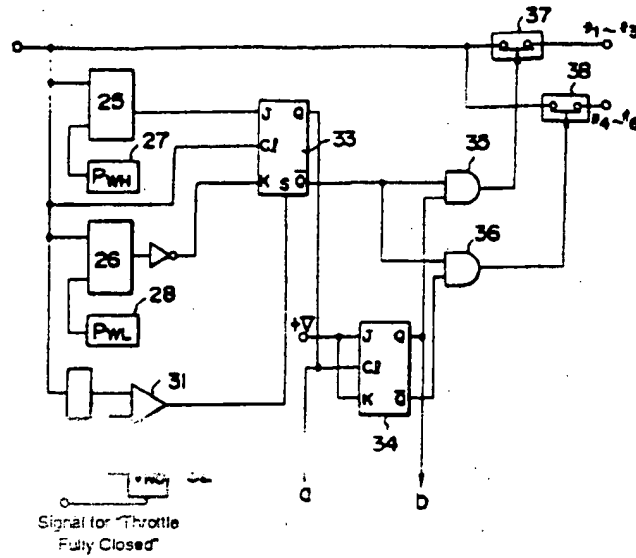 37
38
25
27
PWH
J
Q
Cl
33
K
S
Q̅
35
26
28
PWL
36
+V
J
Q
Cl
K
Q̅
34
31
Signal for "Throttle
Fully Closed"